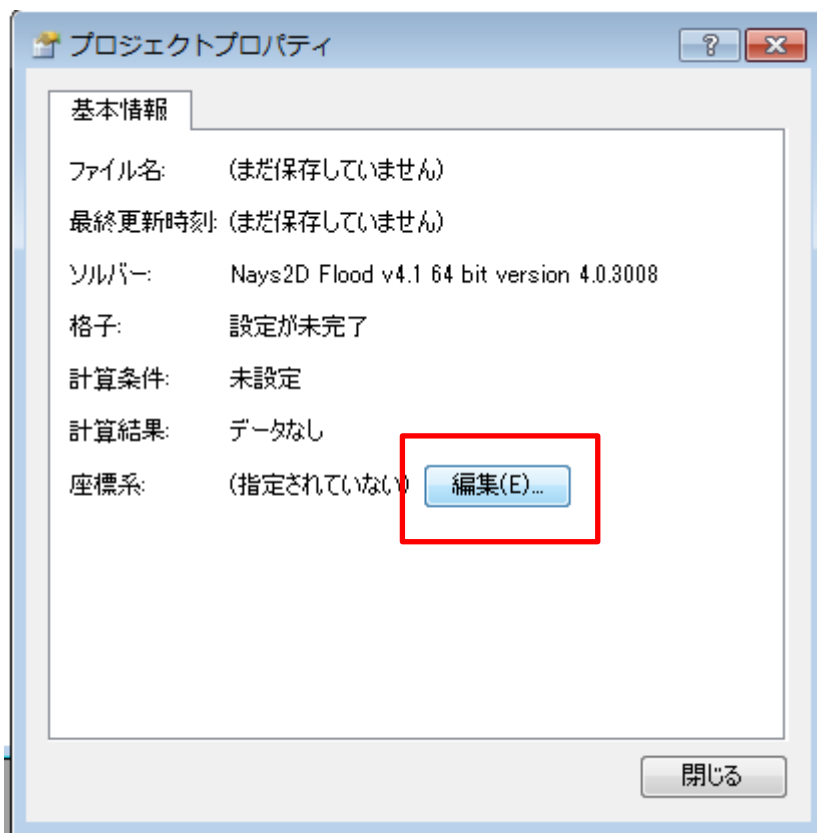 プロジェクトプロパティ
基本情報
ファイル名: (まだ保存していません)
最終更新時刻: (まだ保存していません)
ソルバー: Nays2D Flood v4.1 64 bit version 4.0.3008
格子: 設定が未完了
計算条件: 未設定
計算結果: データなし
座標系: (指定されていない) 編集(E)...
閉じる